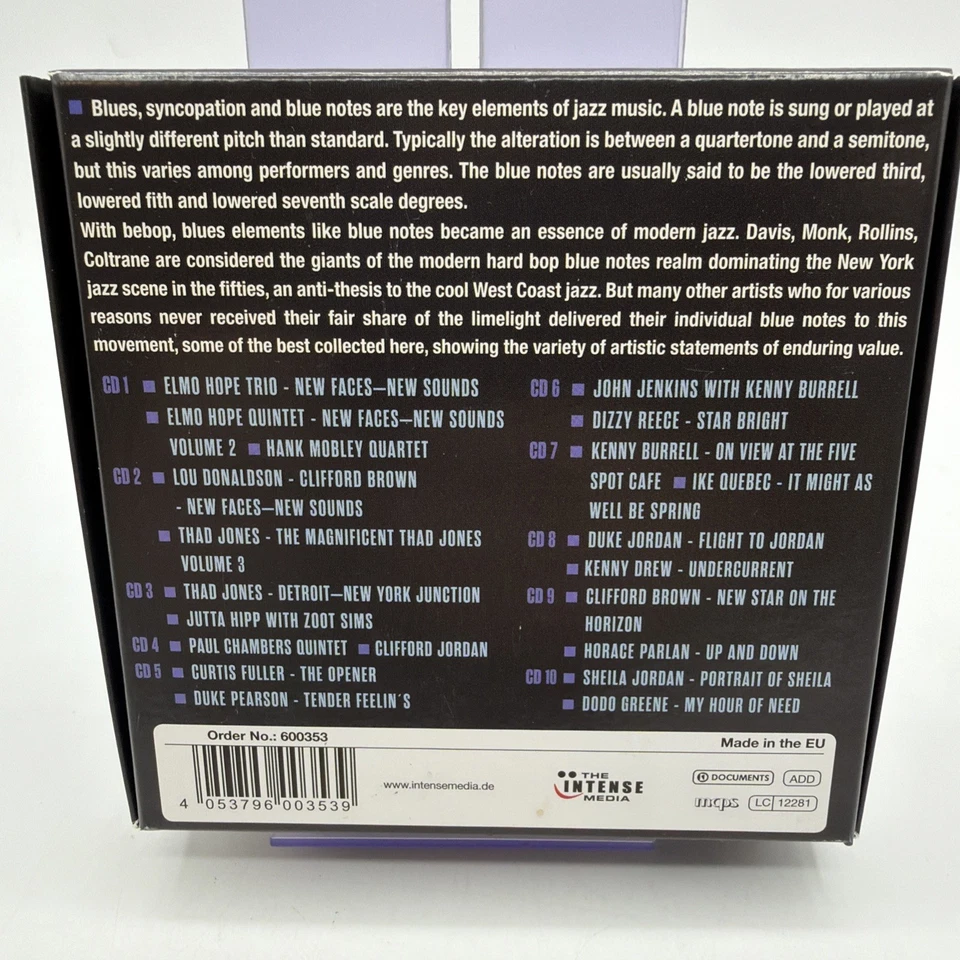 Blues, syncopation and blue notes are the key elements of jazz music. A blue note is sung or played at
a slightly different pitch than standard. Typically the alteration is between a quartertone and a semitone,
but this varies among performers and genres. The blue notes are usually said to be the lowered third,
lowered fith and lowered seventh scale degrees.
With bebop, blues elements like blue notes became an essence of modern jazz. Davis, Monk, Rollins,
Coltrane are considered the giants of the modern hard bop blue notes realm dominating the New York
jazz scene in the fifties, an anti-thesis to the cool West Coast jazz. But many other artists who for various
reasons never received their fair share of the limelight delivered their individual blue notes to this
movement, some of the best collected here, showing the variety of artistic statements of enduring value.
CD 1 ■ ELMO HOPE TRIO - NEW FACES—NEW SOUNDS
■ ELMO HOPE QUINTET - NEW FACES—NEW SOUNDS
VOLUME 2 ■ HANK MOBLEY QUARTET
CD 2 ■ LOU DONALDSON - CLIFFORD BROWN
- NEW FACES—NEW SOUNDS
■ THAD JONES - THE MAGNIFICENT THAD JONES
VOLUME 3
CD 3 ■ THAD JONES - DETROIT—NEW YORK JUNCTION
■ JUTTA HIPP WITH ZOOT SIMS
CD 4 ■ PAUL CHAMBERS QUINTET ■ CLIFFORD JORDAN
CD 5 ■ CURTIS FULLER - THE OPENER
■ DUKE PEARSON - TENDER FEELIN´S
CD 6 ■ JOHN JENKINS WITH KENNY BURRELL
■ DIZZY REECE - STAR BRIGHT
CD 7 ■ KENNY BURRELL - ON VIEW AT THE FIVE
SPOT CAFE ■ IKE QUEBEC - IT MIGHT AS
WELL BE SPRING
CD 8 ■ DUKE JORDAN - FLIGHT TO JORDAN
■ KENNY DREW - UNDERCURRENT
CD 9 ■ CLIFFORD BROWN - NEW STAR ON THE
HORIZON
■ HORACE PARLAN - UP AND DOWN
CD 10 ■ SHEILA JORDAN - PORTRAIT OF SHEILA
■ DODO GREENE - MY HOUR OF NEED
Order No.: 600353
Made in the EU
4 053796 003539
www.intensemedia.de
THE
INTENSE
MEDIA
DOCUMENTS
ADD
mcps
LC 12281